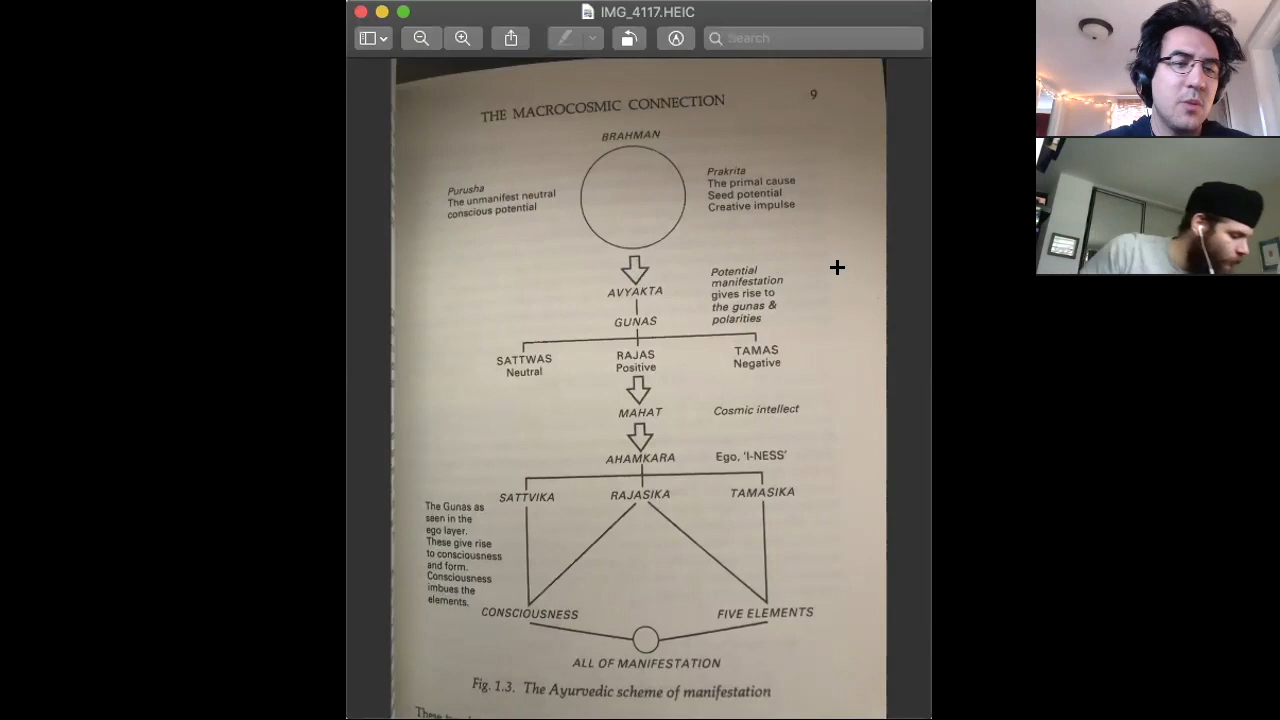 IMG_4117.HEIC
Search
THE MACROCOSMIC CONNECTION 9
BRAHMAN
Purusha
The unmanifest neutral
conscious potential
Prakrita
The primal cause
Seed potential
Creative impulse
AVYAKTA
Potential
manifestation
gives rise to
the gunas &
polarities
GUNAS
SATTWAS
Neutral
RAJAS
Positive
TAMAS
Negative
MAHAT
Cosmic intellect
AHAMKARA
Ego, 'I-NESS'
SATTVIKA
RAJASIKA
TAMASIKA
The Gunas as
seen in the
ego layer.
These give rise
to consciousness
and form.
Consciousness
imbues the
elements.
CONSCIOUSNESS
FIVE ELEMENTS
ALL OF MANIFESTATION
Fig. 1.3. The Ayurvedic scheme of manifestation